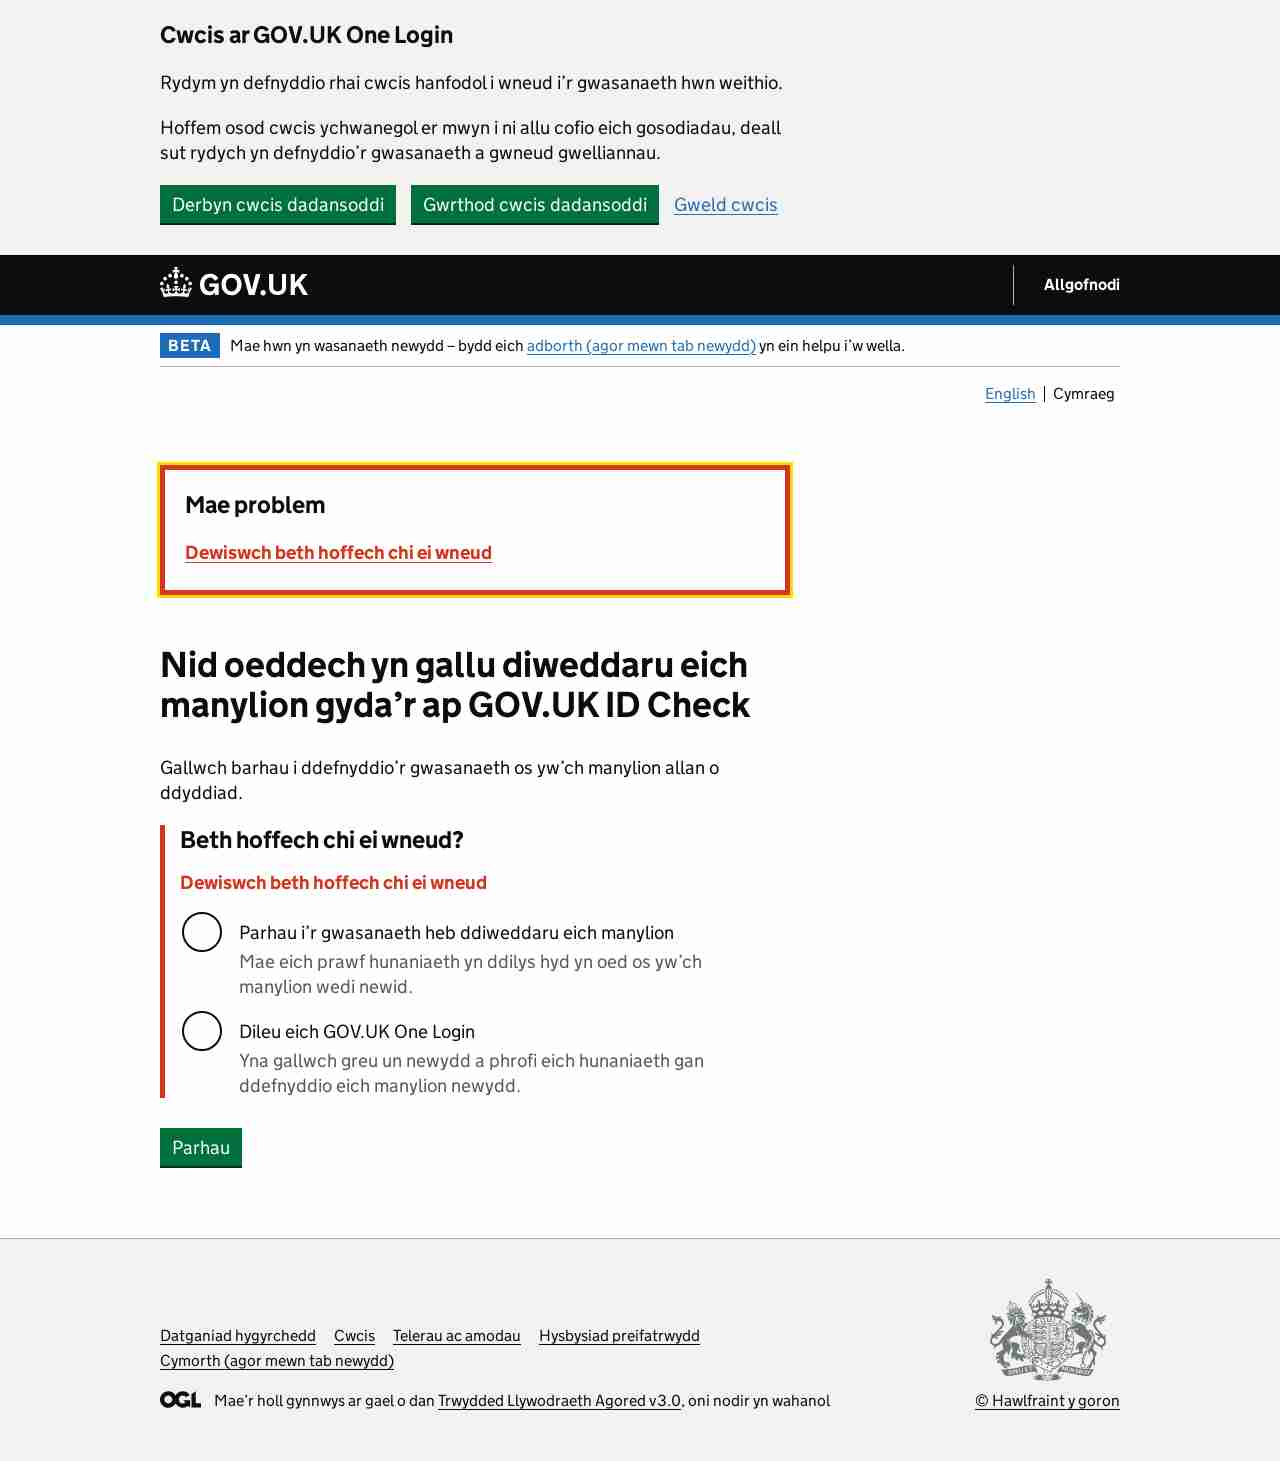 Cwcis ar GOV.UK One Login
Rydym yn defnyddio rhai cwcis hanfodol i wneud i’r gwasanaeth hwn weithio.
Hoffem osod cwcis ychwanegol er mwyn i ni allu cofio eich gosodiadau, deall
sut rydych yn defnyddio’r gwasanaeth a gwneud gwelliannau.
Derbyn cwcis dadansoddi Gwrthod cwcis dadansoddi Gweld cwcis
GOV.UK Allgofnodi
BETA Mae hwn yn wasanaeth newydd – bydd eich adborth (agor mewn tab newydd) yn ein helpu i’w wella.
English Cymraeg
Mae problem
Dewiswch beth hoffech chi ei wneud
Nid oeddech yn gallu diweddaru eich
manylion gyda’r ap GOV.UK ID Check
Gallwch barhau i ddefnyddio’r gwasanaeth os yw’ch manylion allan o
ddyddiad.
Beth hoffech chi ei wneud?
Dewiswch beth hoffech chi ei wneud
Parhau i’r gwasanaeth heb ddiweddaru eich manylion
Mae eich prawf hunaniaeth yn ddilys hyd yn oed os yw’ch
manylion wedi newid.
Dileu eich GOV.UK One Login
Yna gallwch greu un newydd a phrofi eich hunaniaeth gan
ddefnyddio eich manylion newydd.
Parhau
Datganiad hygyrchedd Cwcis Telerau ac amodau Hysbysiad preifatrwydd
Cymorth (agor mewn tab newydd)
OGL Mae’r holl gynnwys ar gael o dan Trwydded Llywodraeth Agored v3.0, oni nodir yn wahanol
© Hawlfraint y goron